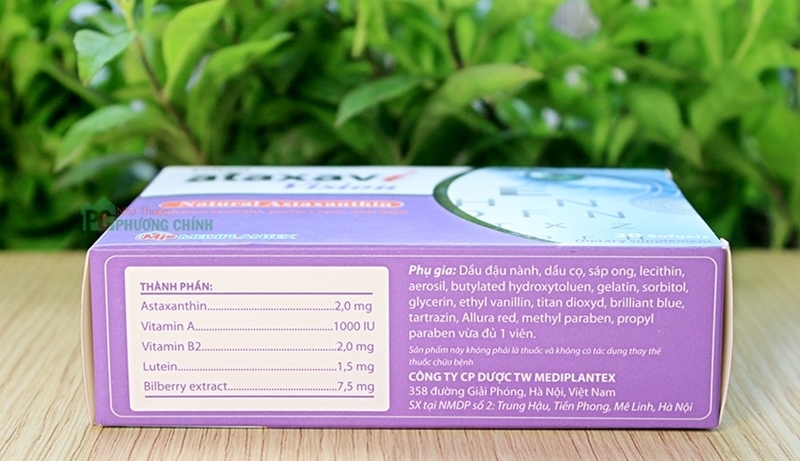 ataxavi
Vision
Natural Astaxanthin
MEDIPLANTEX
Nhà Thuốc
PHƯƠNG CHÍNH
Softgels
Dietary supplement
THÀNH PHẦN:
Astaxanthin..............................2,0 mg
Vitamin A.................................1000 IU
Vitamin B2................................2,0 mg
Lutein.......................................1,5 mg
Bilberry extract..........................7,5 mg
Phụ gia: Dầu đậu nành, dầu cọ, sáp ong, lecithin,
aerosil, butylated hydroxytoluen, gelatin, sorbitol,
glycerin, ethyl vanillin, titan dioxyd, brilliant blue,
tartrazin, Allura red, methyl paraben, propyl
paraben vừa đủ 1 viên.
Sản phẩm này không phải là thuốc và không có tác dụng thay thế
thuốc chữa bệnh
CÔNG TY CP DƯỢC TW MEDIPLANTEX
358 đường Giải Phóng, Hà Nội, Việt Nam
SX tại NMDP số 2: Trung Hậu, Tiền Phong, Mê Linh, Hà Nội